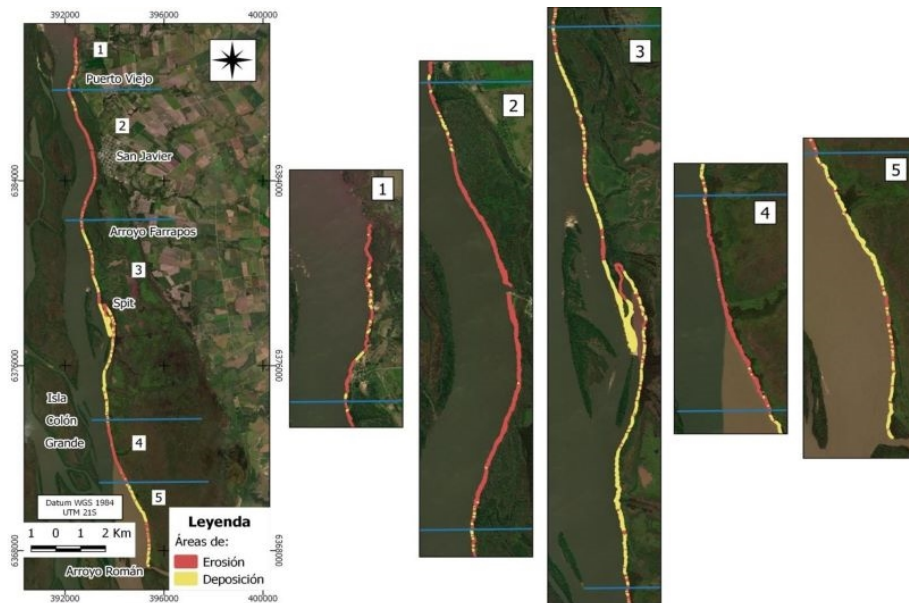 392000 396000 400000
1
Puerto Viejo
2
San Javier
6384000
6384000
Arroyo Farrapos
3
Spit
6376000
6376000
Isla
Colón
Grande
4
5
Datum WGS 1984
UTM 21S
1 0 1 2 Km
Leyenda
Áreas de:
Erosión
Deposición
6368000
6368000
Arroyo Román
392000 396000 400000
1
2
3
4
5